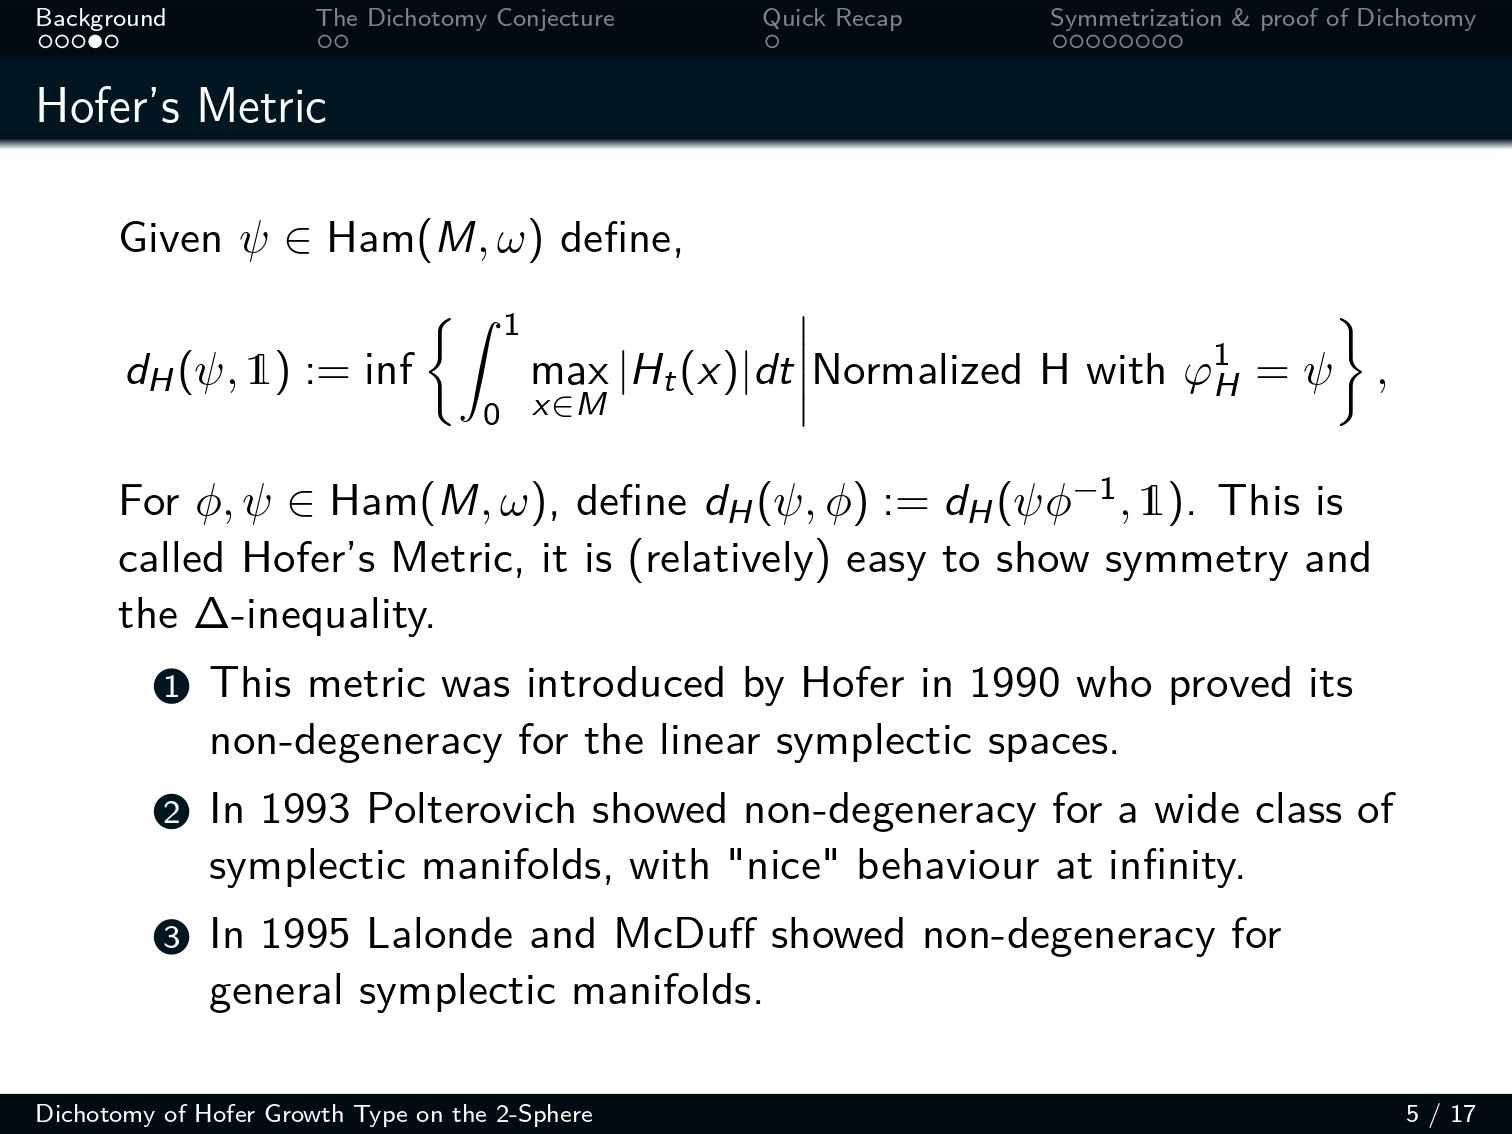 Background The Dichotomy Conjecture Quick Recap Symmetrization & proof of Dichotomy
Hofer's Metric
Given ψ ∈ Ham(M, ω) define,
d_H(ψ, 𝟙) := inf { ∫_0^1 max_{x∈M} |H_t(x)|dt | Normalized H with φ_H^1 = ψ } ,
For ϕ, ψ ∈ Ham(M, ω), define d_H(ψ, ϕ) := d_H(ψϕ⁻¹, 𝟙). This is
called Hofer's Metric, it is (relatively) easy to show symmetry and
the Δ-inequality.
1 This metric was introduced by Hofer in 1990 who proved its
non-degeneracy for the linear symplectic spaces.
2 In 1993 Polterovich showed non-degeneracy for a wide class of
symplectic manifolds, with "nice" behaviour at infinity.
3 In 1995 Lalonde and McDuff showed non-degeneracy for
general symplectic manifolds.
Dichotomy of Hofer Growth Type on the 2-Sphere 5 / 17